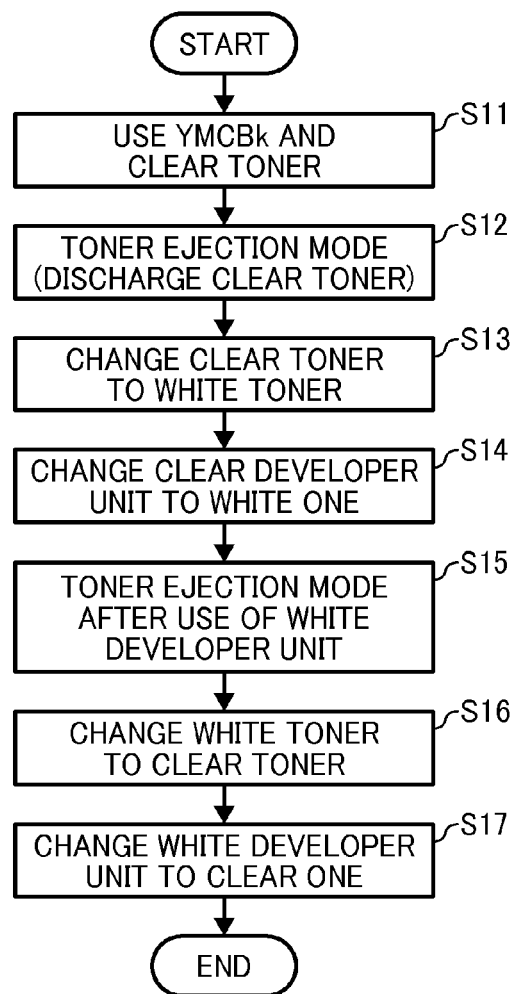 START
S11
USE YMCBk AND
CLEAR TONER
S12
TONER EJECTION MODE
(DISCHARGE CLEAR TONER)
S13
CHANGE CLEAR TONER
TO WHITE TONER
S14
CHANGE CLEAR DEVELOPER
UNIT TO WHITE ONE
S15
TONER EJECTION MODE
AFTER USE OF WHITE
DEVELOPER UNIT
S16
CHANGE WHITE TONER
TO CLEAR TONER
S17
CHANGE WHITE DEVELOPER
UNIT TO CLEAR ONE
END